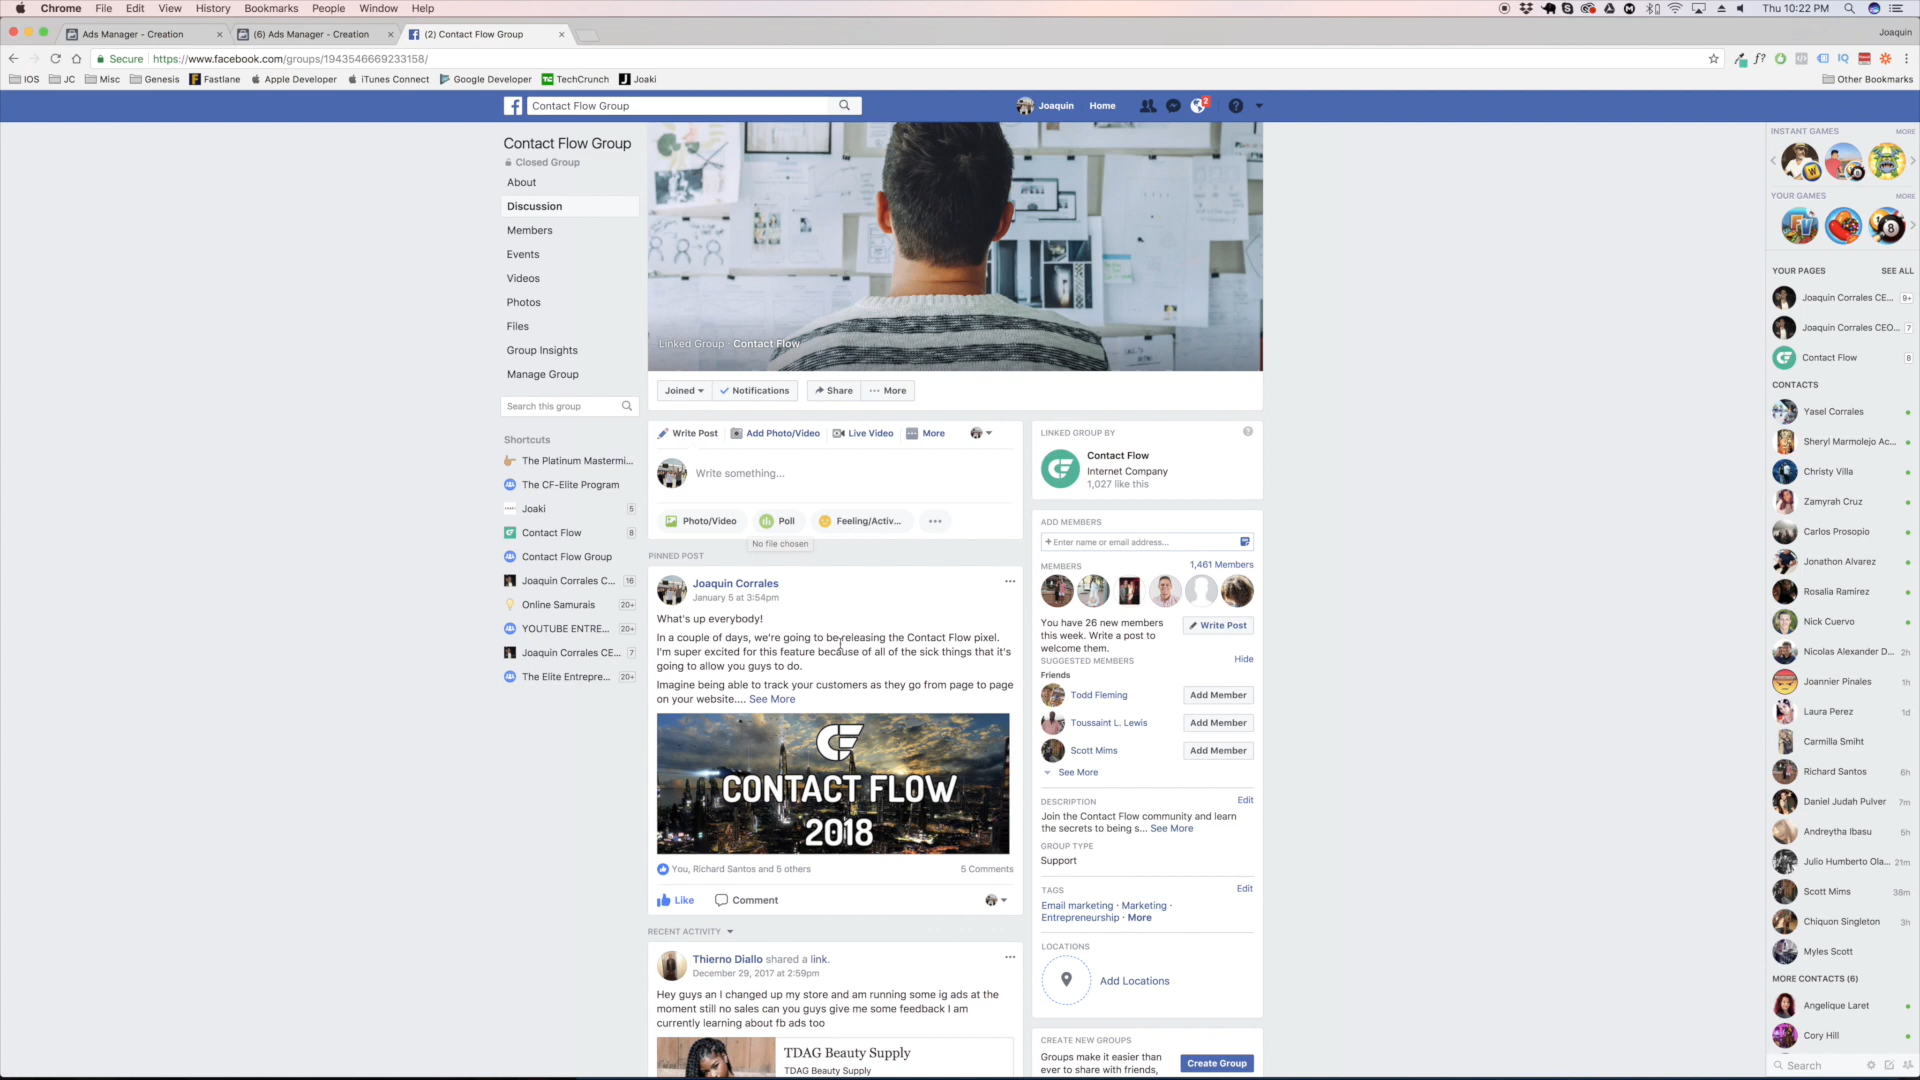 Chrome File Edit View History Bookmarks People Window Help
Thu 10:22 PM
Ads Manager - Creation
(6) Ads Manager - Creation
(2) Contact Flow Group
Joaquin
Secure
https://www.facebook.com/groups/1943546669233158/
IOS JC Misc Genesis Fastlane Apple Developer iTunes Connect Google Developer TechCrunch Joaki
Other Bookmarks
Contact Flow Group
Joaquin Home 2
Contact Flow Group
Closed Group
About
Discussion
Members
Events
Videos
Photos
Files
Group Insights
Manage Group
Search this group
Shortcuts
The Platinum Mastermi...
The CF-Elite Program
Joaki 5
Contact Flow 8
Contact Flow Group
Joaquin Corrales C... 16
Online Samurais 20+
YOUTUBE ENTRE... 20+
Joaquin Corrales CE... 7
The Elite Entrepre... 20+
Linked Group · Contact Flow
Joined Notifications Share More
Write Post Add Photo/Video Live Video More
Write something...
Photo/Video Poll Feeling/Activ...
No file chosen
PINNED POST
Joaquin Corrales
January 5 at 3:54pm
What's up everybody!
In a couple of days, we're going to be releasing the Contact Flow pixel.
I'm super excited for this feature because of all of the sick things that it's
going to allow you guys to do.
Imagine being able to track your customers as they go from page to page
on your website.... See More
CONTACT FLOW
2018
You, Richard Santos and 5 others
5 Comments
Like Comment
RECENT ACTIVITY
Thierno Diallo shared a link.
December 29, 2017 at 2:59pm
Hey guys an I changed up my store and am running some ig ads at the
moment still no sales can you guys give me some feedback I am
currently learning about fb ads too
TDAG Beauty Supply
TDAG Beauty Supply
LINKED GROUP BY
Contact Flow
Internet Company
1,027 like this
ADD MEMBERS
+ Enter name or email address...
MEMBERS
1,461 Members
You have 26 new members
this week. Write a post to
welcome them.
Write Post
SUGGESTED MEMBERS
Hide
Friends
Todd Fleming Add Member
Toussaint L. Lewis Add Member
Scott Mims Add Member
See More
DESCRIPTION
Edit
Join the Contact Flow community and learn
the secrets to being s... See More
GROUP TYPE
Support
TAGS
Edit
Email marketing · Marketing ·
Entrepreneurship · More
LOCATIONS
Add Locations
CREATE NEW GROUPS
Groups make it easier than
ever to share with friends,
Create Group
INSTANT GAMES
MORE
YOUR GAMES
MORE
YOUR PAGES
SEE ALL
Joaquin Corrales CE... 9+
Joaquin Corrales CEO... 7
Contact Flow 8
CONTACTS
Yasel Corrales
Sheryl Marmolejo Ac...
Christy Villa
Zamyrah Cruz
Carlos Prosopio
Jonathon Alvarez
Rosalia Ramírez
Nick Cuervo
Nicolas Alexander D... 2h
Joannier Pinales 1h
Laura Perez 1d
Carmilla Smiht
Richard Santos 6h
Daniel Judah Pulver 7m
Andreytha Ibasu 5h
Julio Humberto Ola... 21m
Scott Mims 38m
Chiquon Singleton 3h
Myles Scott
MORE CONTACTS (6)
Angelique Laret
Cory Hill
Search